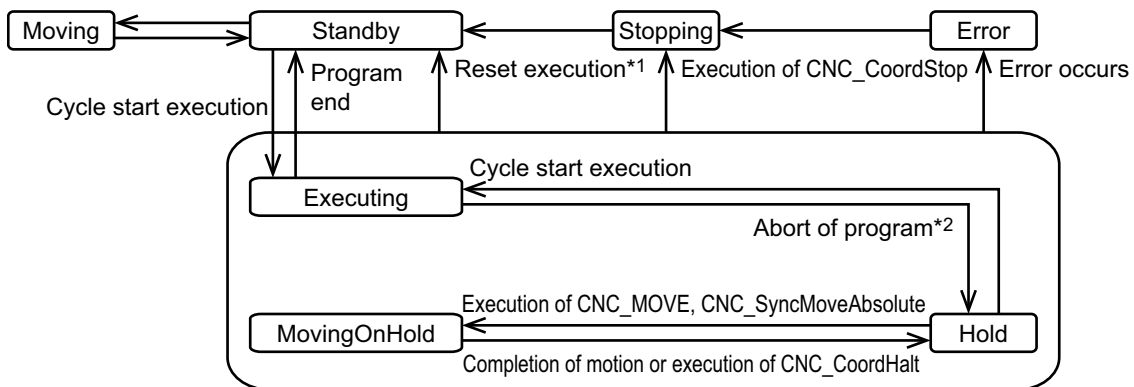 Moving
Standby
Stopping
Error
Program
end
Reset execution*1
Execution of CNC_CoordStop
Error occurs
Cycle start execution
Cycle start execution
Executing
Abort of program*2
Execution of CNC_MOVE, CNC_SyncMoveAbsolute
MovingOnHold
Hold
Completion of motion or execution of CNC_CoordHalt